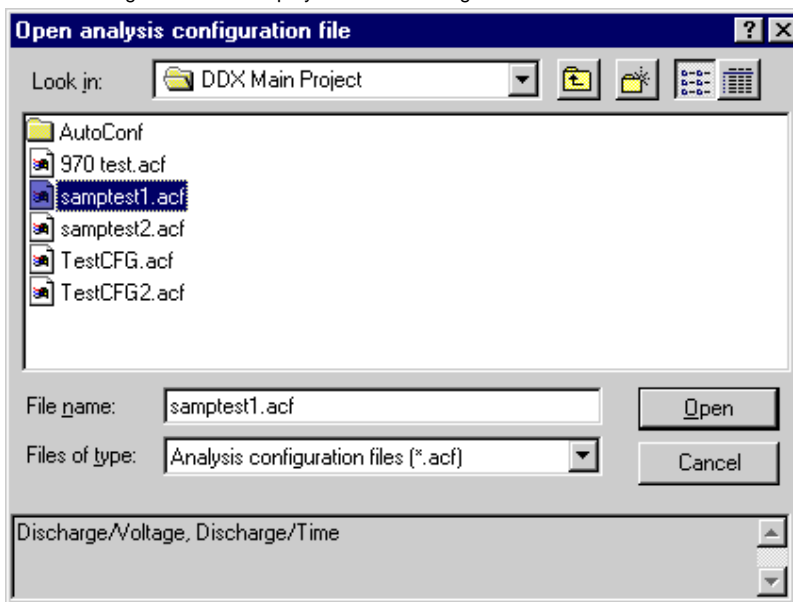 Open analysis configuration file
Look in: DDX Main Project
AutoConf
970 test.acf
samptest1.acf
samptest2.acf
TestCFG.acf
TestCFG2.acf
File name: samptest1.acf Open
Files of type: Analysis configuration files (*.acf) Cancel
Discharge/Voltage, Discharge/Time